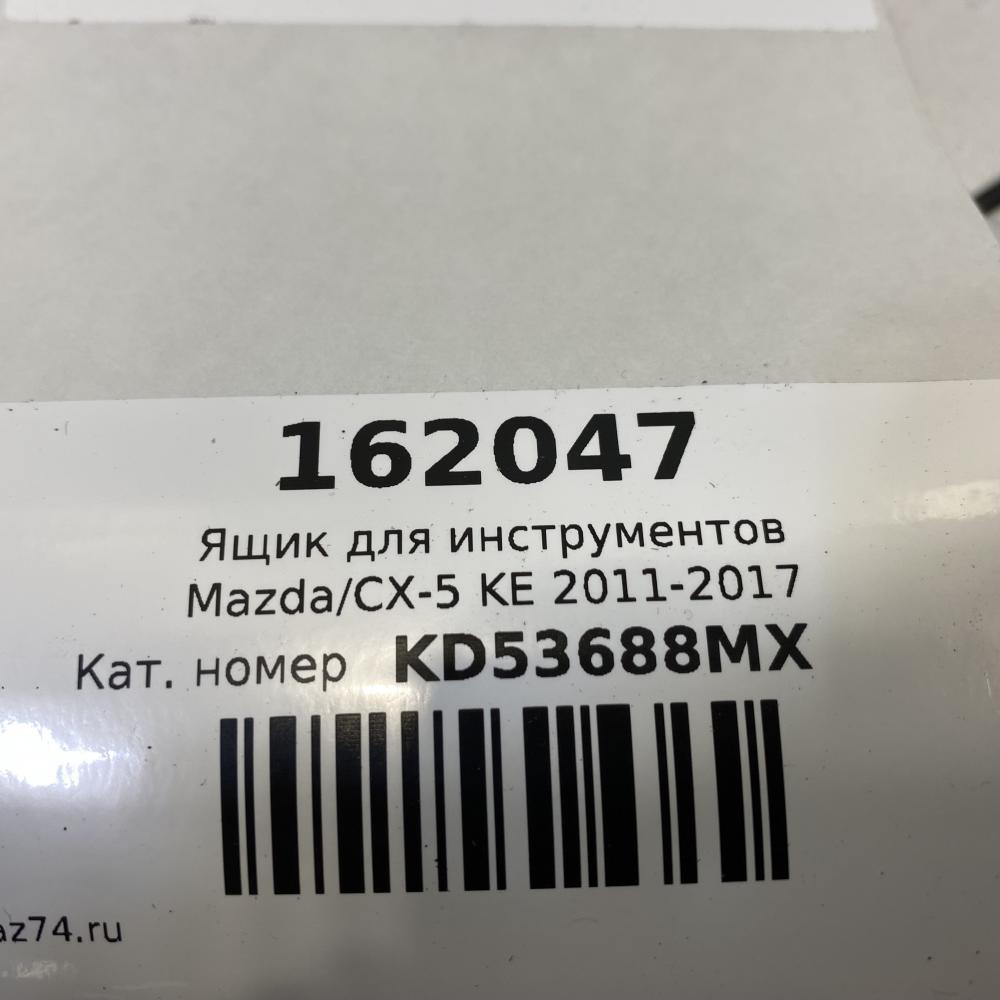 162047
Ящик для инструментов
Mazda/CX-5 KE 2011-2017
Кат. номер KD53688MX
az74.ru